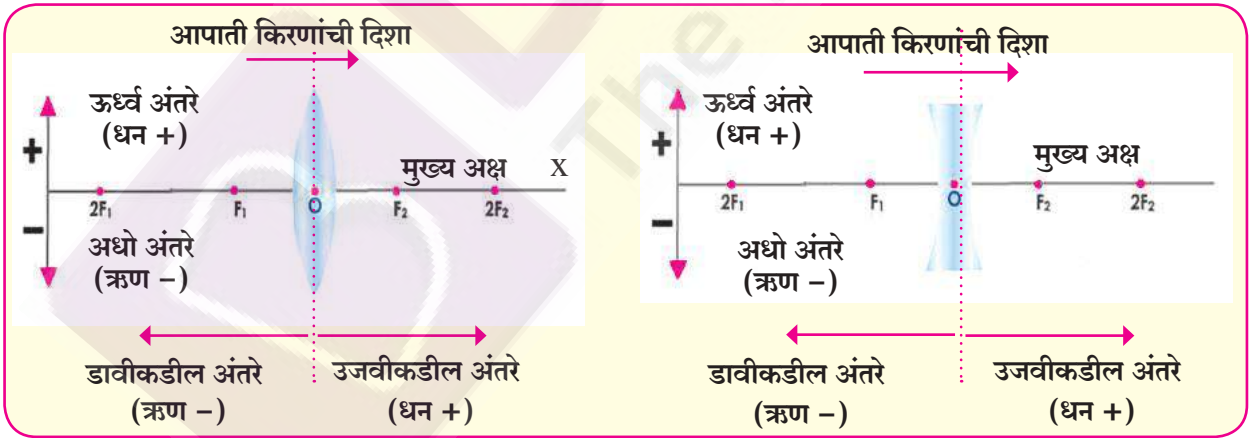 आपाती किरणांची दिशा
ऊर्ध्व अंतरे
(धन +)
+
मुख्य अक्ष X
2F₁ F₁ O F₂ 2F₂
−
अधो अंतरे
(ऋण −)
डावीकडील अंतरे
(ऋण −)
उजवीकडील अंतरे
(धन +)
आपाती किरणांची दिशा
ऊर्ध्व अंतरे
(धन +)
+
मुख्य अक्ष
2F₁ F₁ O F₂ 2F₂
−
अधो अंतरे
(ऋण −)
डावीकडील अंतरे
(ऋण −)
उजवीकडील अंतरे
(धन +)
The